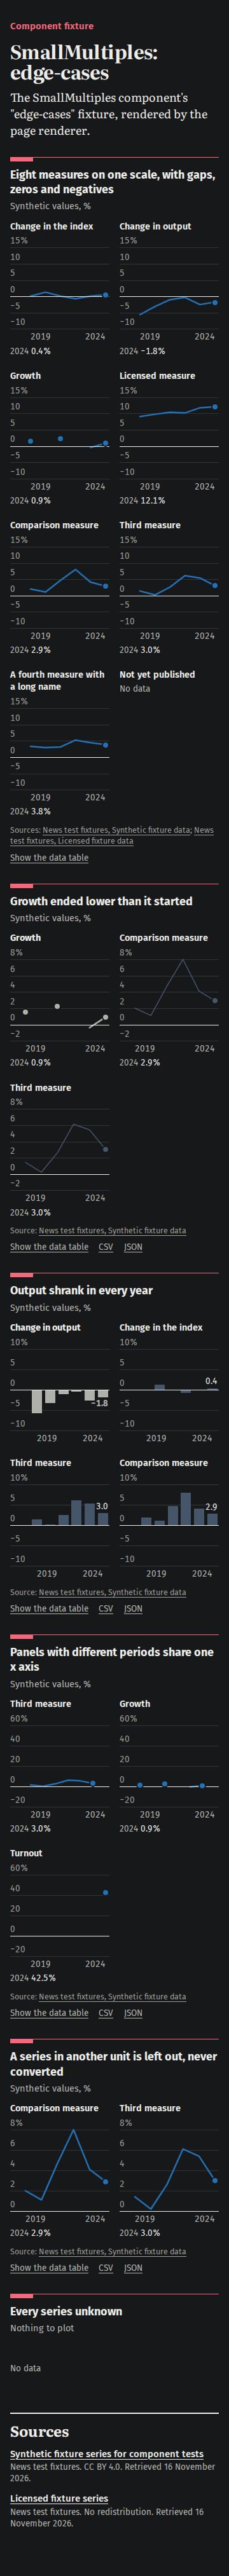 Component fixture
SmallMultiples:
edge-cases
The SmallMultiples component's
"edge-cases" fixture, rendered by the
page renderer.
Eight measures on one scale, with gaps,
zeros and negatives
Synthetic values, %
Change in the index
15%
10
5
0
−5
−10
2019
2024
2024 0.4%
Change in output
15%
10
5
0
−5
−10
2019
2024
2024 −1.8%
Growth
15%
10
5
0
−5
−10
2019
2024
2024 0.9%
Licensed measure
15%
10
5
0
−5
−10
2019
2024
2024 12.1%
Comparison measure
15%
10
5
0
−5
−10
2019
2024
2024 2.9%
Third measure
15%
10
5
0
−5
−10
2019
2024
2024 3.0%
A fourth measure with
a long name
15%
10
5
0
−5
−10
2019
2024
2024 3.8%
Not yet published
No data
Sources: News test fixtures, Synthetic fixture data; News
test fixtures, Licensed fixture data
Show the data table
Growth ended lower than it started
Synthetic values, %
Growth
8%
6
4
2
0
−2
2019
2024
2024 0.9%
Comparison measure
8%
6
4
2
0
−2
2019
2024
2024 2.9%
Third measure
8%
6
4
2
0
−2
2019
2024
2024 3.0%
Source: News test fixtures, Synthetic fixture data
Show the data table CSV JSON
Output shrank in every year
Synthetic values, %
Change in output
10%
5
0
−5
−10
−1.8
2019
2024
Change in the index
10%
5
0
−5
−10
0.4
2019
2024
Third measure
10%
5
0
−5
−10
3.0
2019
2024
Comparison measure
10%
5
0
−5
−10
2.9
2019
2024
Source: News test fixtures, Synthetic fixture data
Show the data table CSV JSON
Panels with different periods share one
x axis
Synthetic values, %
Third measure
60%
40
20
0
−20
2019
2024
2024 3.0%
Growth
60%
40
20
0
−20
2019
2024
2024 0.9%
Turnout
60%
40
20
0
−20
2019
2024
2024 42.5%
Source: News test fixtures, Synthetic fixture data
Show the data table CSV JSON
A series in another unit is left out, never
converted
Synthetic values, %
Comparison measure
8%
6
4
2
0
2019
2024
2024 2.9%
Third measure
8%
6
4
2
0
2019
2024
2024 3.0%
Source: News test fixtures, Synthetic fixture data
Show the data table CSV JSON
Every series unknown
Nothing to plot
No data
Sources
Synthetic fixture series for component tests
News test fixtures. CC BY 4.0. Retrieved 16 November
2026.
Licensed fixture series
News test fixtures. No redistribution. Retrieved 16
November 2026.